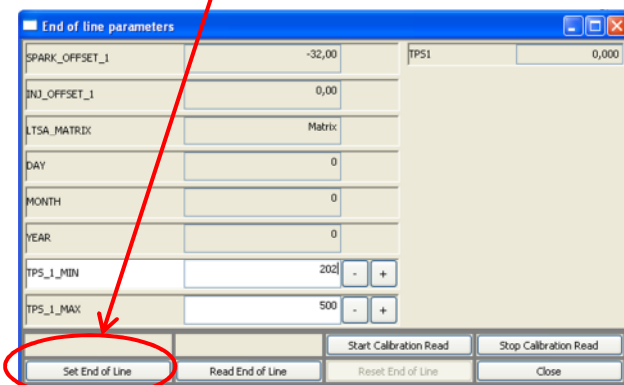 End of line parameters
SPARK_OFFSET_1 -32,00 TPS1 0,000
INJ_OFFSET_1 0,00
LTSA_MATRIX Matrix
DAY 0
MONTH 0
YEAR 0
TPS_1_MIN 202 - +
TPS_1_MAX 500 - +
Start Calibration Read Stop Calibration Read
Set End of Line Read End of Line Reset End of Line Close